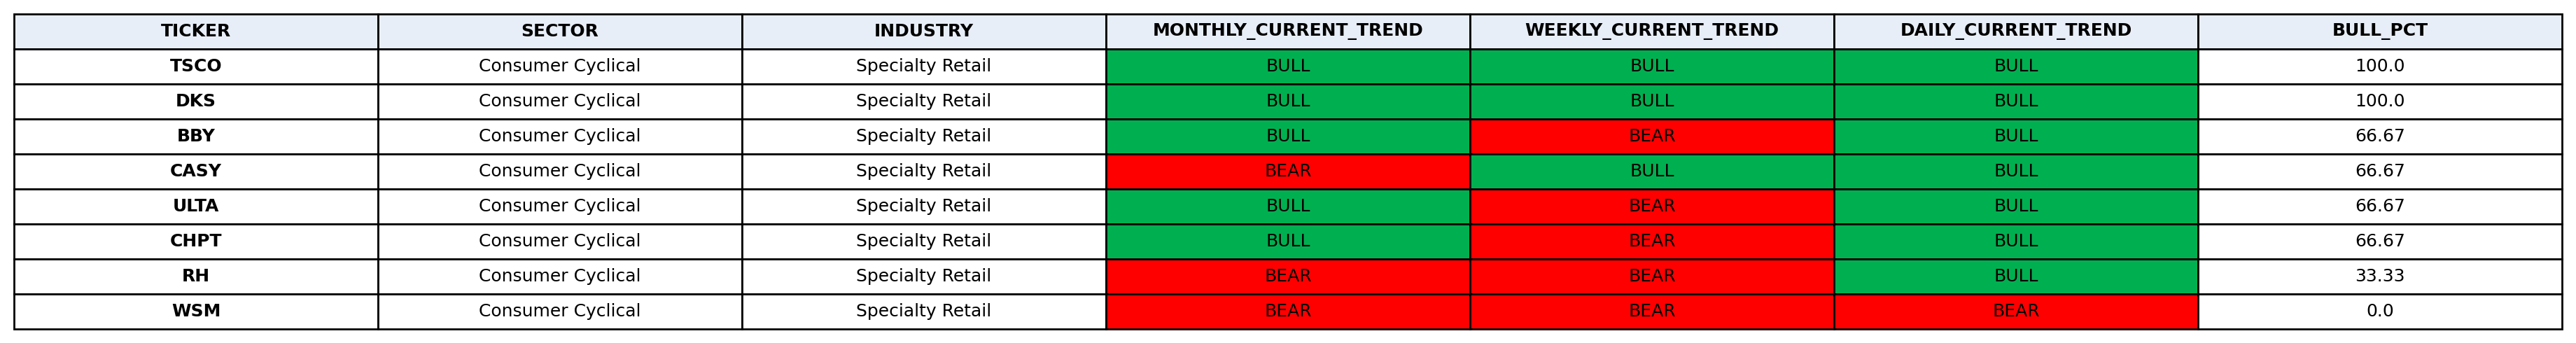 TICKER SECTOR INDUSTRY MONTHLY_CURRENT_TREND WEEKLY_CURRENT_TREND DAILY_CURRENT_TREND BULL_PCT
TSCO Consumer Cyclical Specialty Retail BULL BULL BULL 100.0
DKS Consumer Cyclical Specialty Retail BULL BULL BULL 100.0
BBY Consumer Cyclical Specialty Retail BULL BEAR BULL 66.67
CASY Consumer Cyclical Specialty Retail BEAR BULL BULL 66.67
ULTA Consumer Cyclical Specialty Retail BULL BEAR BULL 66.67
CHPT Consumer Cyclical Specialty Retail BULL BEAR BULL 66.67
RH Consumer Cyclical Specialty Retail BEAR BEAR BULL 33.33
WSM Consumer Cyclical Specialty Retail BEAR BEAR BEAR 0.0